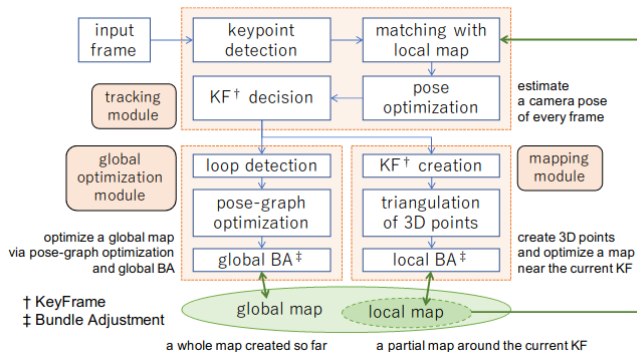 input
frame
keypoint
detection
matching with
local map
tracking
module
KF† decision
pose
optimization
estimate
a camera pose
of every frame
global
optimization
module
loop detection
KF† creation
mapping
module
pose-graph
optimization
triangulation
of 3D points
optimize a global map
via pose-graph optimization
and global BA
global BA‡
local BA‡
create 3D points
and optimize a map
near the current KF
† KeyFrame
‡ Bundle Adjustment
global map
local map
a whole map created so far
a partial map around the current KF